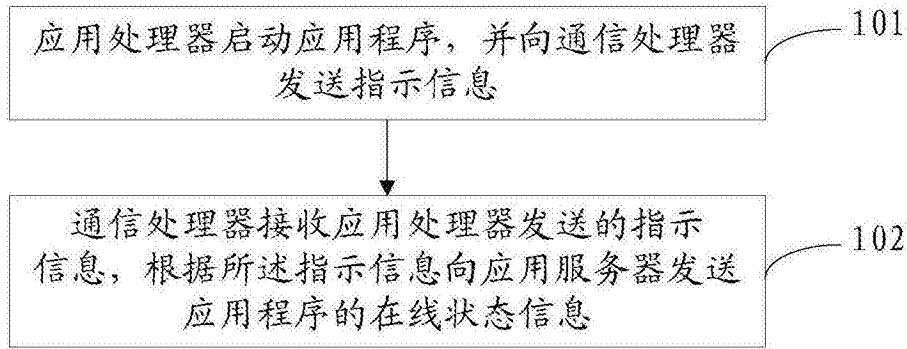 应用处理器启动应用程序，并向通信处理器
发送指示信息
101
通信处理器接收应用处理器发送的指示
信息，根据所述指示信息向应用服务器发送
应用程序的在线状态信息
102